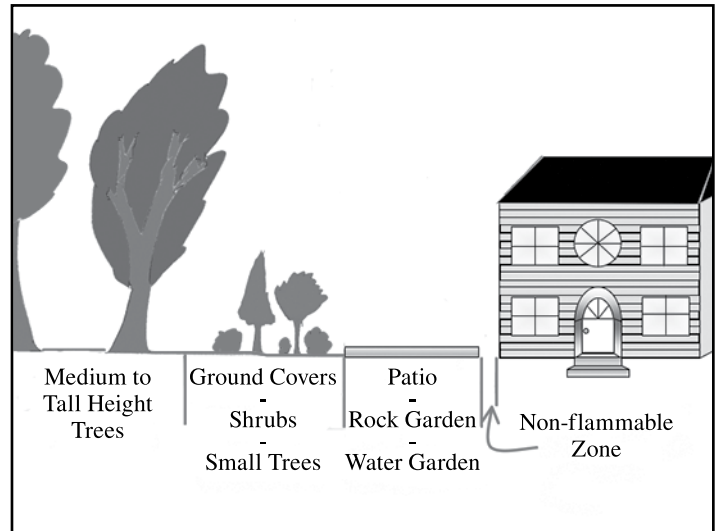 Medium to
Tall Height
Trees
Ground Covers
-
Shrubs
-
Small Trees
Patio
-
Rock Garden
-
Water Garden
Non-flammable
Zone